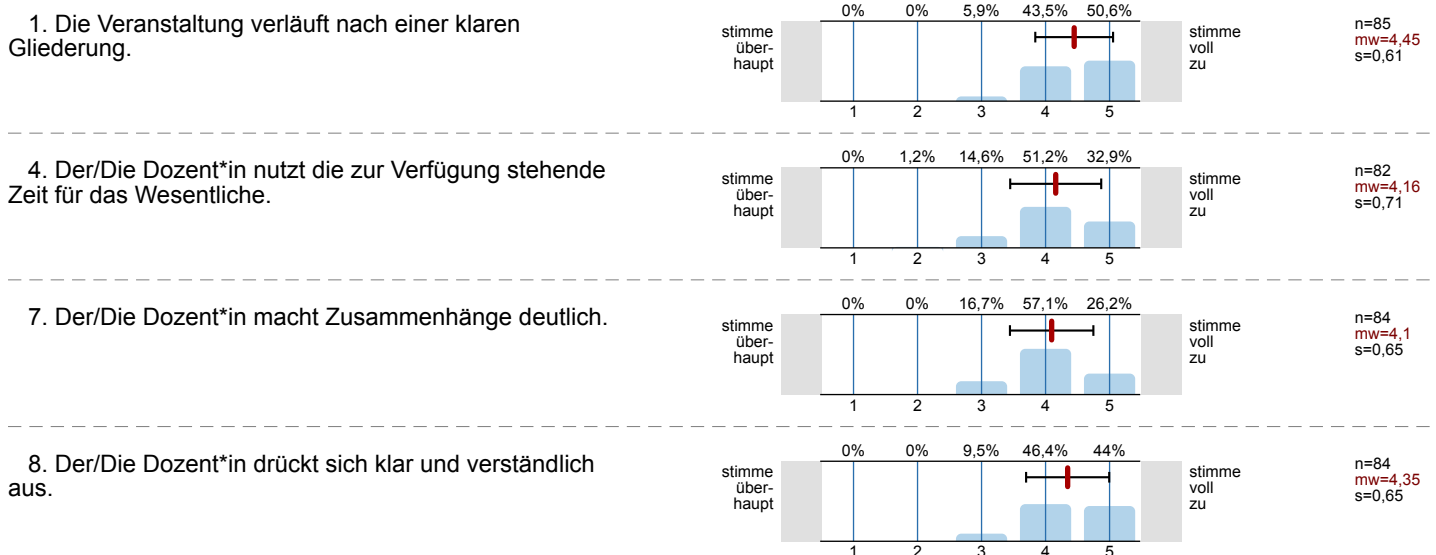 1. Die Veranstaltung verläuft nach einer klaren
Gliederung.
0% 0% 5,9% 43,5% 50,6%
stimme
über-
haupt
stimme
voll
zu
1 2 3 4 5
n=85
mw=4,45
s=0,61
4. Der/Die Dozent*in nutzt die zur Verfügung stehende
Zeit für das Wesentliche.
0% 1,2% 14,6% 51,2% 32,9%
stimme
über-
haupt
stimme
voll
zu
1 2 3 4 5
n=82
mw=4,16
s=0,71
7. Der/Die Dozent*in macht Zusammenhänge deutlich.
0% 0% 16,7% 57,1% 26,2%
stimme
über-
haupt
stimme
voll
zu
1 2 3 4 5
n=84
mw=4,1
s=0,65
8. Der/Die Dozent*in drückt sich klar und verständlich
aus.
0% 0% 9,5% 46,4% 44%
stimme
über-
haupt
stimme
voll
zu
1 2 3 4 5
n=84
mw=4,35
s=0,65